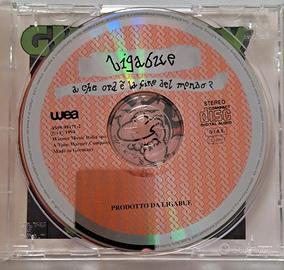 Ligabue
a che ora è la fine del mondo?
wea
STEREO
COMPACT
disc
DIGITAL AUDIO
S.I.A.E.
Warner Music Italia
A Time Warner Company
Made in Germany
PRODOTTO DA LIGABUE
subito